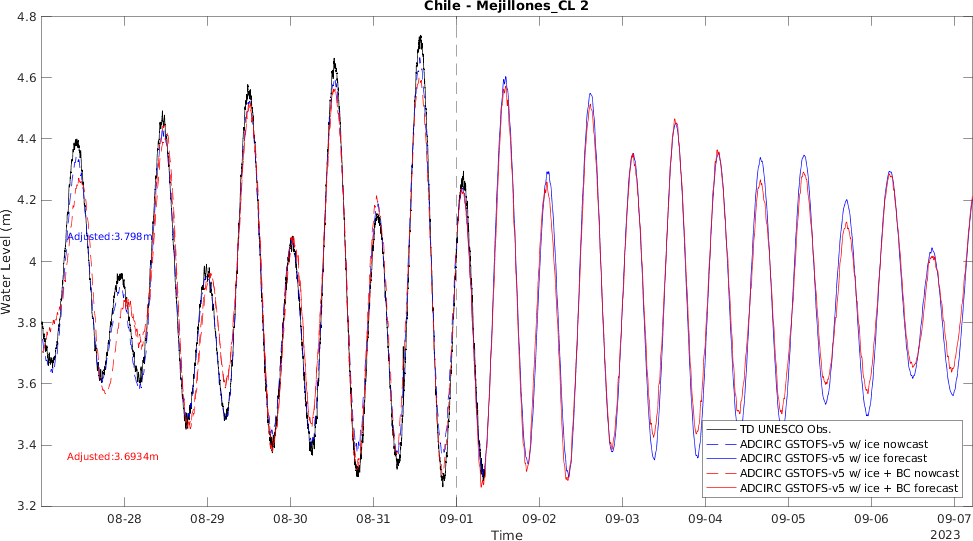 Chile - Mejillones_CL 2
4.8
4.6
4.4
4.2
4
3.8
3.6
3.4
3.2
Water Level (m)
Adjusted:3.798m
Adjusted:3.6934m
TD UNESCO Obs.
ADCIRC GSTOFS-v5 w/ ice nowcast
ADCIRC GSTOFS-v5 w/ ice forecast
ADCIRC GSTOFS-v5 w/ ice + BC nowcast
ADCIRC GSTOFS-v5 w/ ice + BC forecast
08-28 08-29 08-30 08-31 09-01 09-02 09-03 09-04 09-05 09-06 09-07
Time
2023